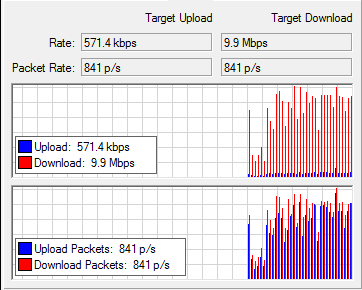 Target Upload Target Download
Rate: 571.4 kbps 9.9 Mbps
Packet Rate: 841 p/s 841 p/s
Upload: 571.4 kbps
Download: 9.9 Mbps
Upload Packets: 841 p/s
Download Packets: 841 p/s